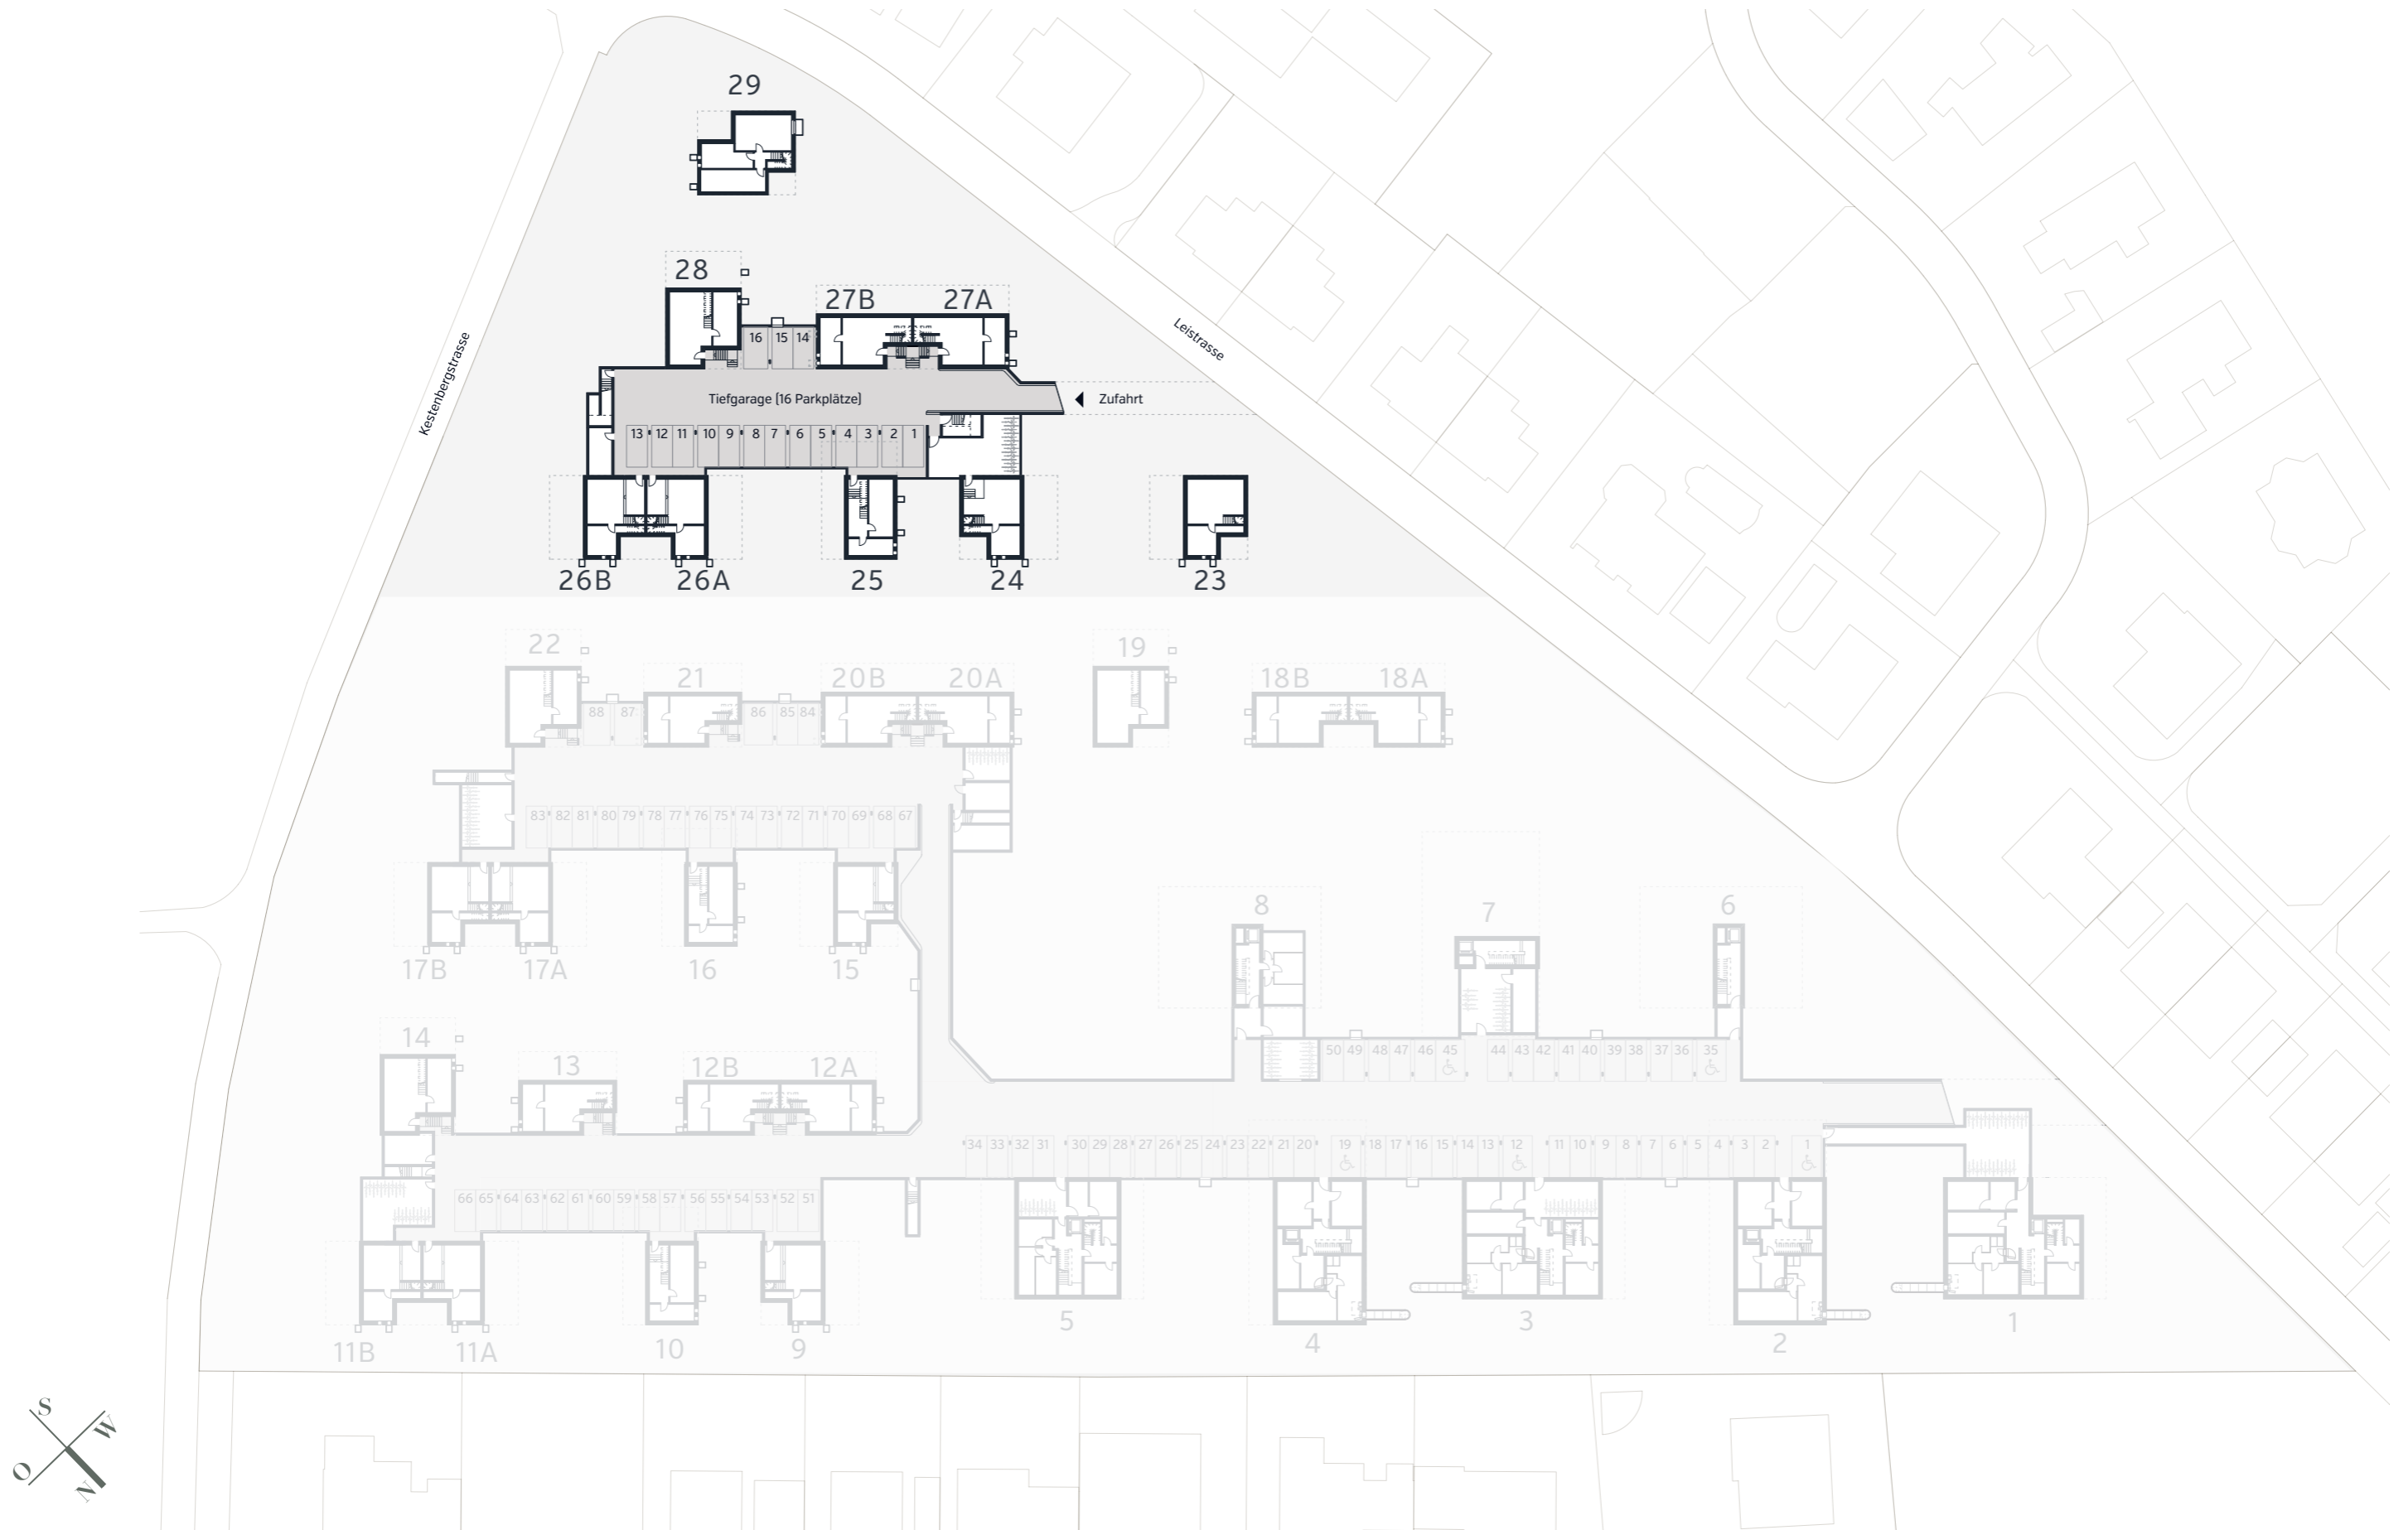 29
28
27B 27A
16 15 14
Leistrasse
Kestenbergstrasse
Tiefgarage (16 Parkplätze)
Zufahrt
13 12 11 10 9 8 7 6 5 4 3 2 1
26B 26A 25 24 23
22 19
21 20B 20A 18B 18A
88 87 86 85 84
83 82 81 80 79 78 77 76 75 74 73 72 71 70 69 68 67
8 7 6
17B 17A 16 15
14
13 12B 12A
50 49 48 47 46 45 44 43 42 41 40 39 38 37 36 35
34 33 32 31 30 29 28 27 26 25 24 23 22 21 20 19 18 17 16 15 14 13 12 11 10 9 8 7 6 5 4 3 2 1
66 65 64 63 62 61 60 59 58 57 56 55 54 53 52 51
5 3 1
4 2
11B 11A 10 9
S
W
O
N